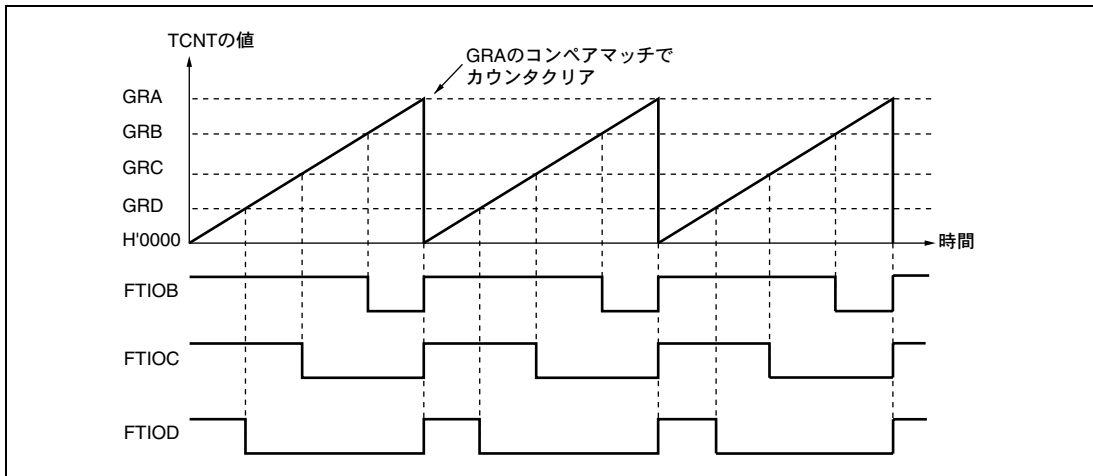 TCNTの値
GRAのコンペアマッチで
カウンタクリア
GRA
GRB
GRC
GRD
H'0000
時間
FTIOB
FTIOC
FTIOD